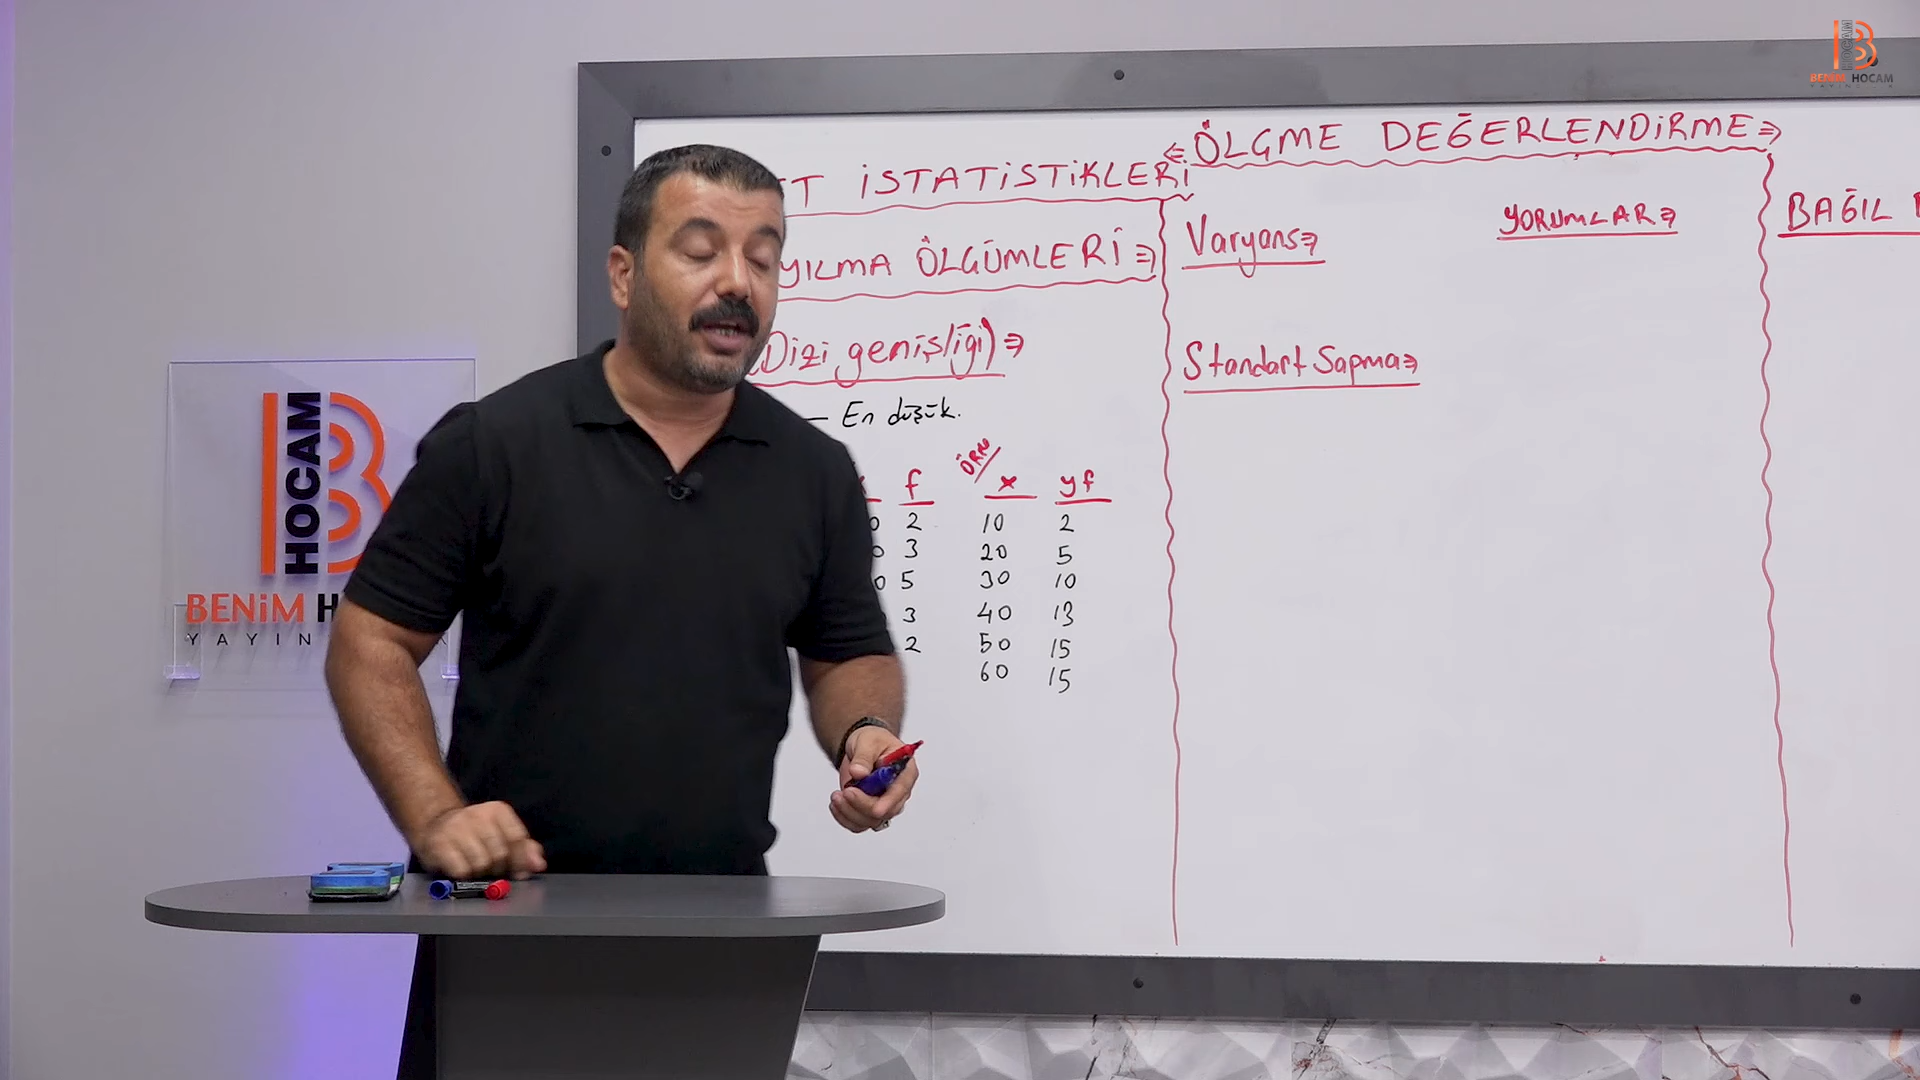 BENİM HOCAM
YAYINCILIK
HOCAM
BENİM
⇐ ÖLÇME DEĞERLENDİRME ⇒
İSTATİSTİKLERİ
YILMA ÖLÇÜMLERİ ⇒
(Dizi genişliği) ⇒
— En düşük.
f
2
3
5
3
2
ÖRN
x yf
10 2
20 5
30 10
40 13
50 15
60 15
Varyans ⇒
YORUMLAR ⇒
Standart Sapma ⇒
BAĞIL